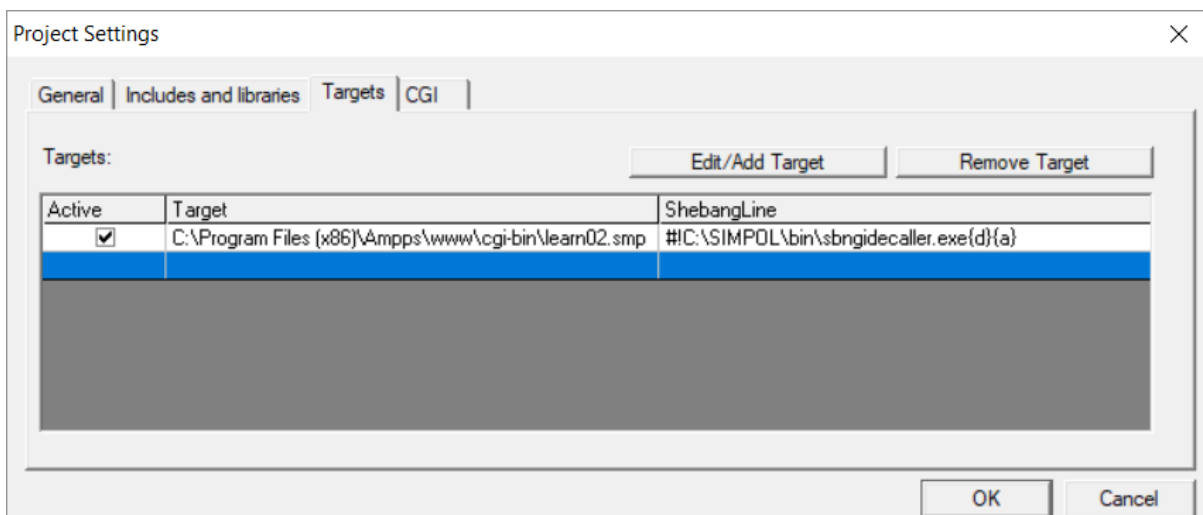 Project Settings
General Includes and libraries Targets CGI
Targets: Edit/Add Target Remove Target
Active Target ShebangLine
C:\Program Files (x86)\Ampps\www\cgi-bin\learn02.smp #!C:\SIMPOL\bin\sbngidecaller.exe{d}{a}
OK Cancel